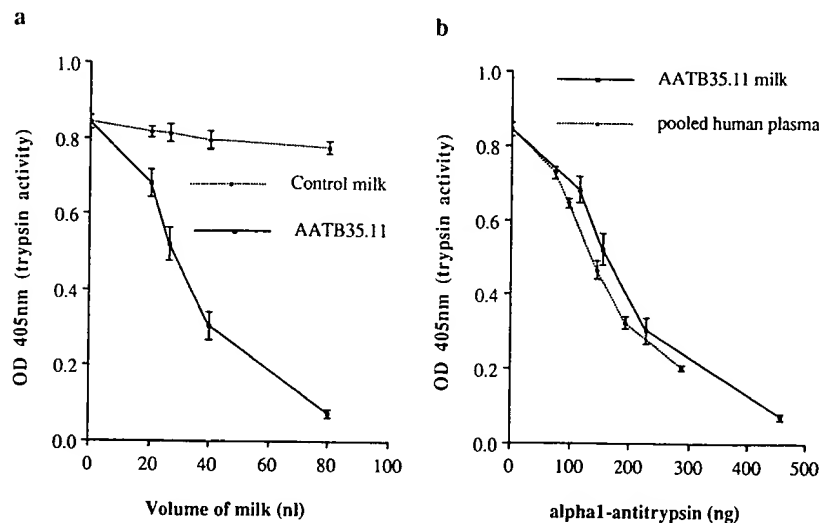 a
1.0
0.8
0.6
0.4
0.2
0.0
OD 405nm (trypsin activity)
Control milk
AATB35.11
0 20 40 60 80 100
Volume of milk (nl)
b
1.0
0.8
0.6
0.4
0.2
0.0
OD 405nm (trypsin activity)
AATB35.11 milk
pooled human plasma
0 100 200 300 400 500
alpha1-antitrypsin (ng)